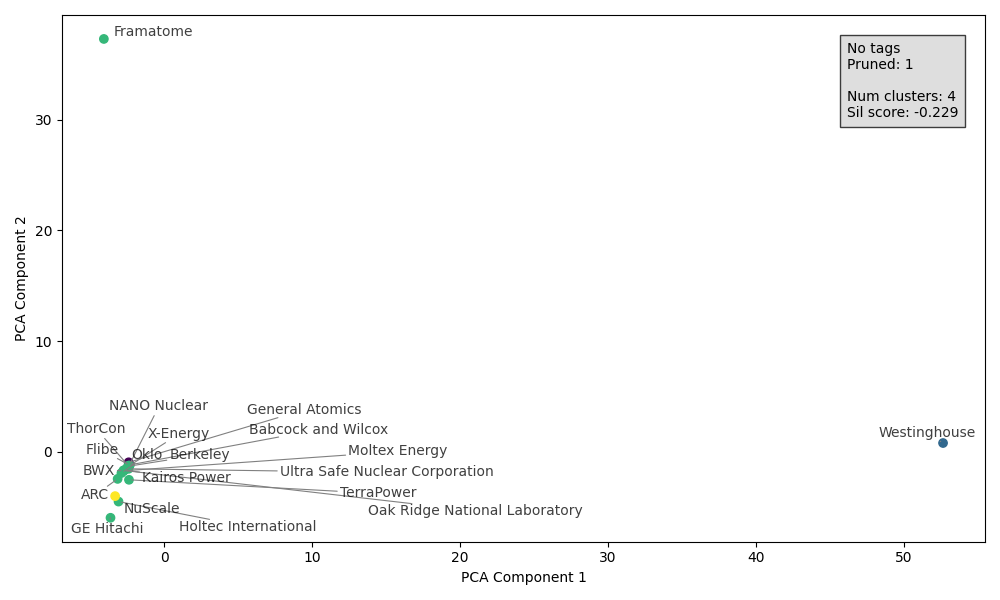 Framatome
No tags
Pruned: 1
Num clusters: 4
Sil score: -0.229
30
20
10
0
PCA Component 2
NANO Nuclear
General Atomics
ThorCon
X-Energy
Babcock and Wilcox
Westinghouse
Flibe
Oklo
Berkeley
Moltex Energy
BWX
Kairos Power
Ultra Safe Nuclear Corporation
ARC
TerraPower
NuScale
Oak Ridge National Laboratory
GE Hitachi
Holtec International
0
10
20
30
40
50
PCA Component 1